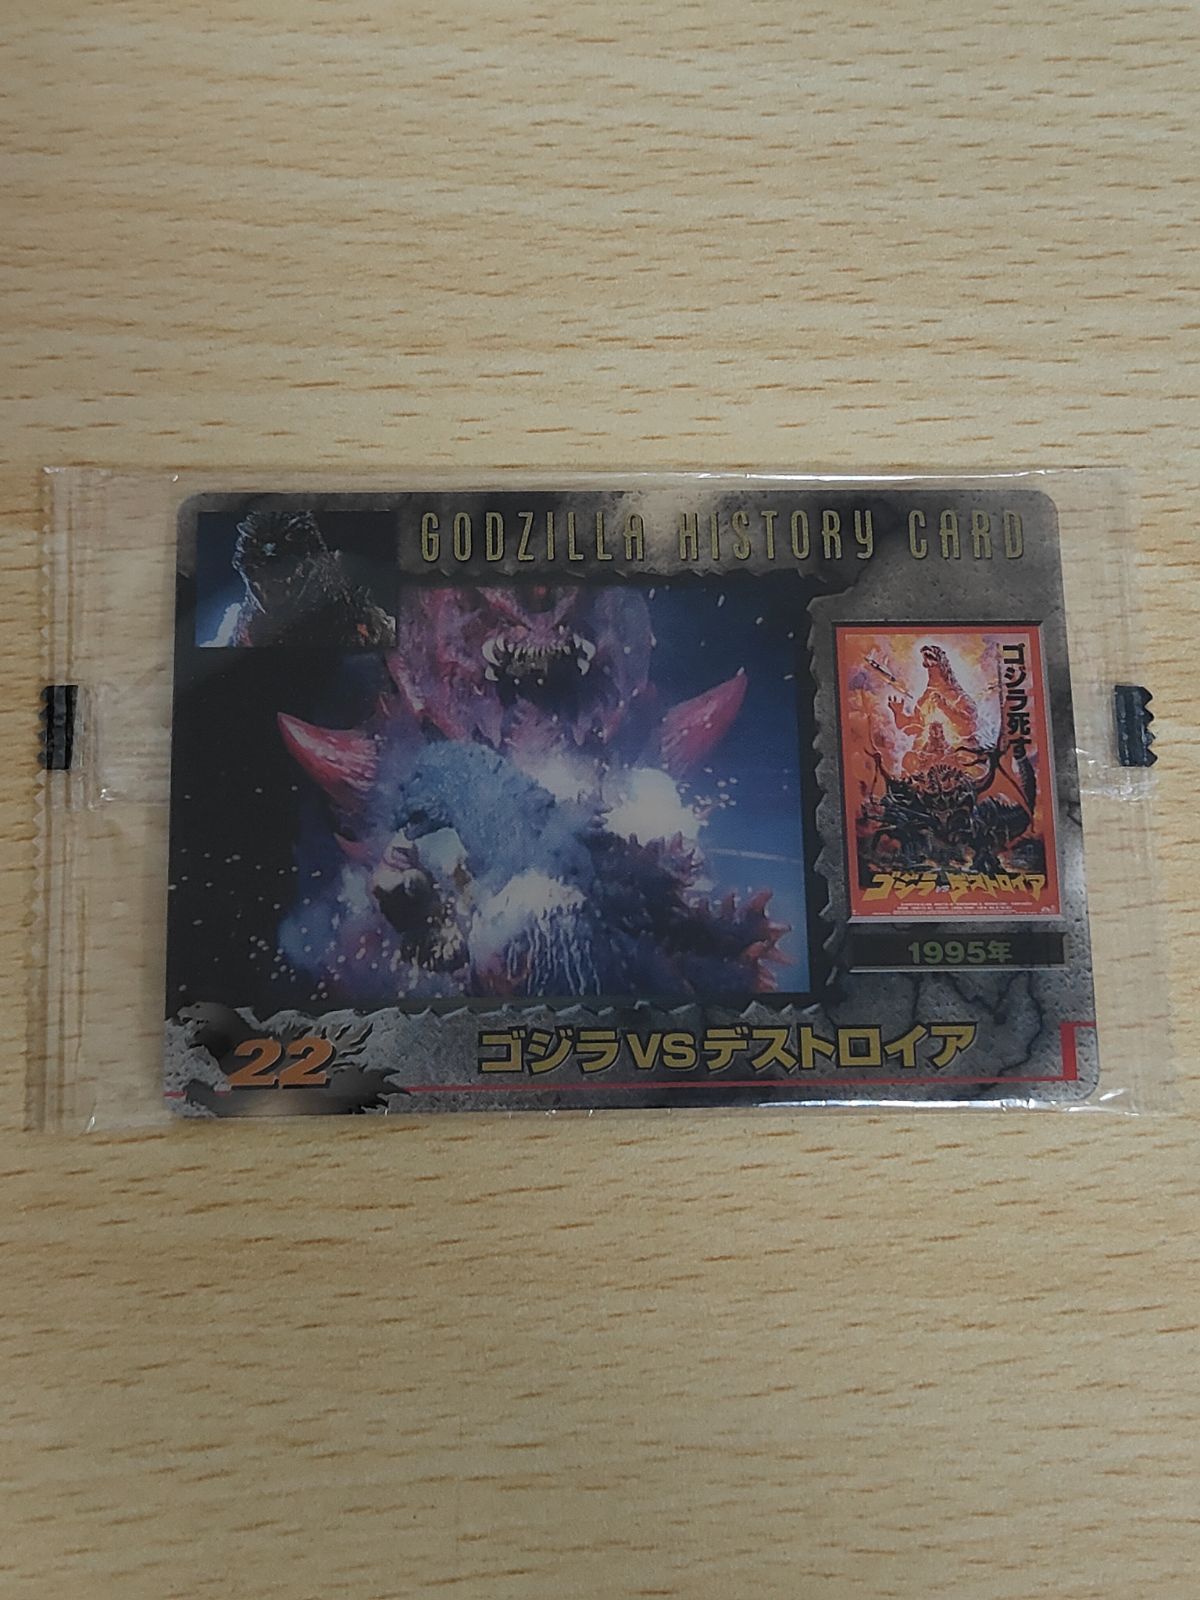 GODZILLA HISTORY CARD
ゴジラ死す
ゴジラvsデストロイア
1995年
22
ゴジラVSデストロイア